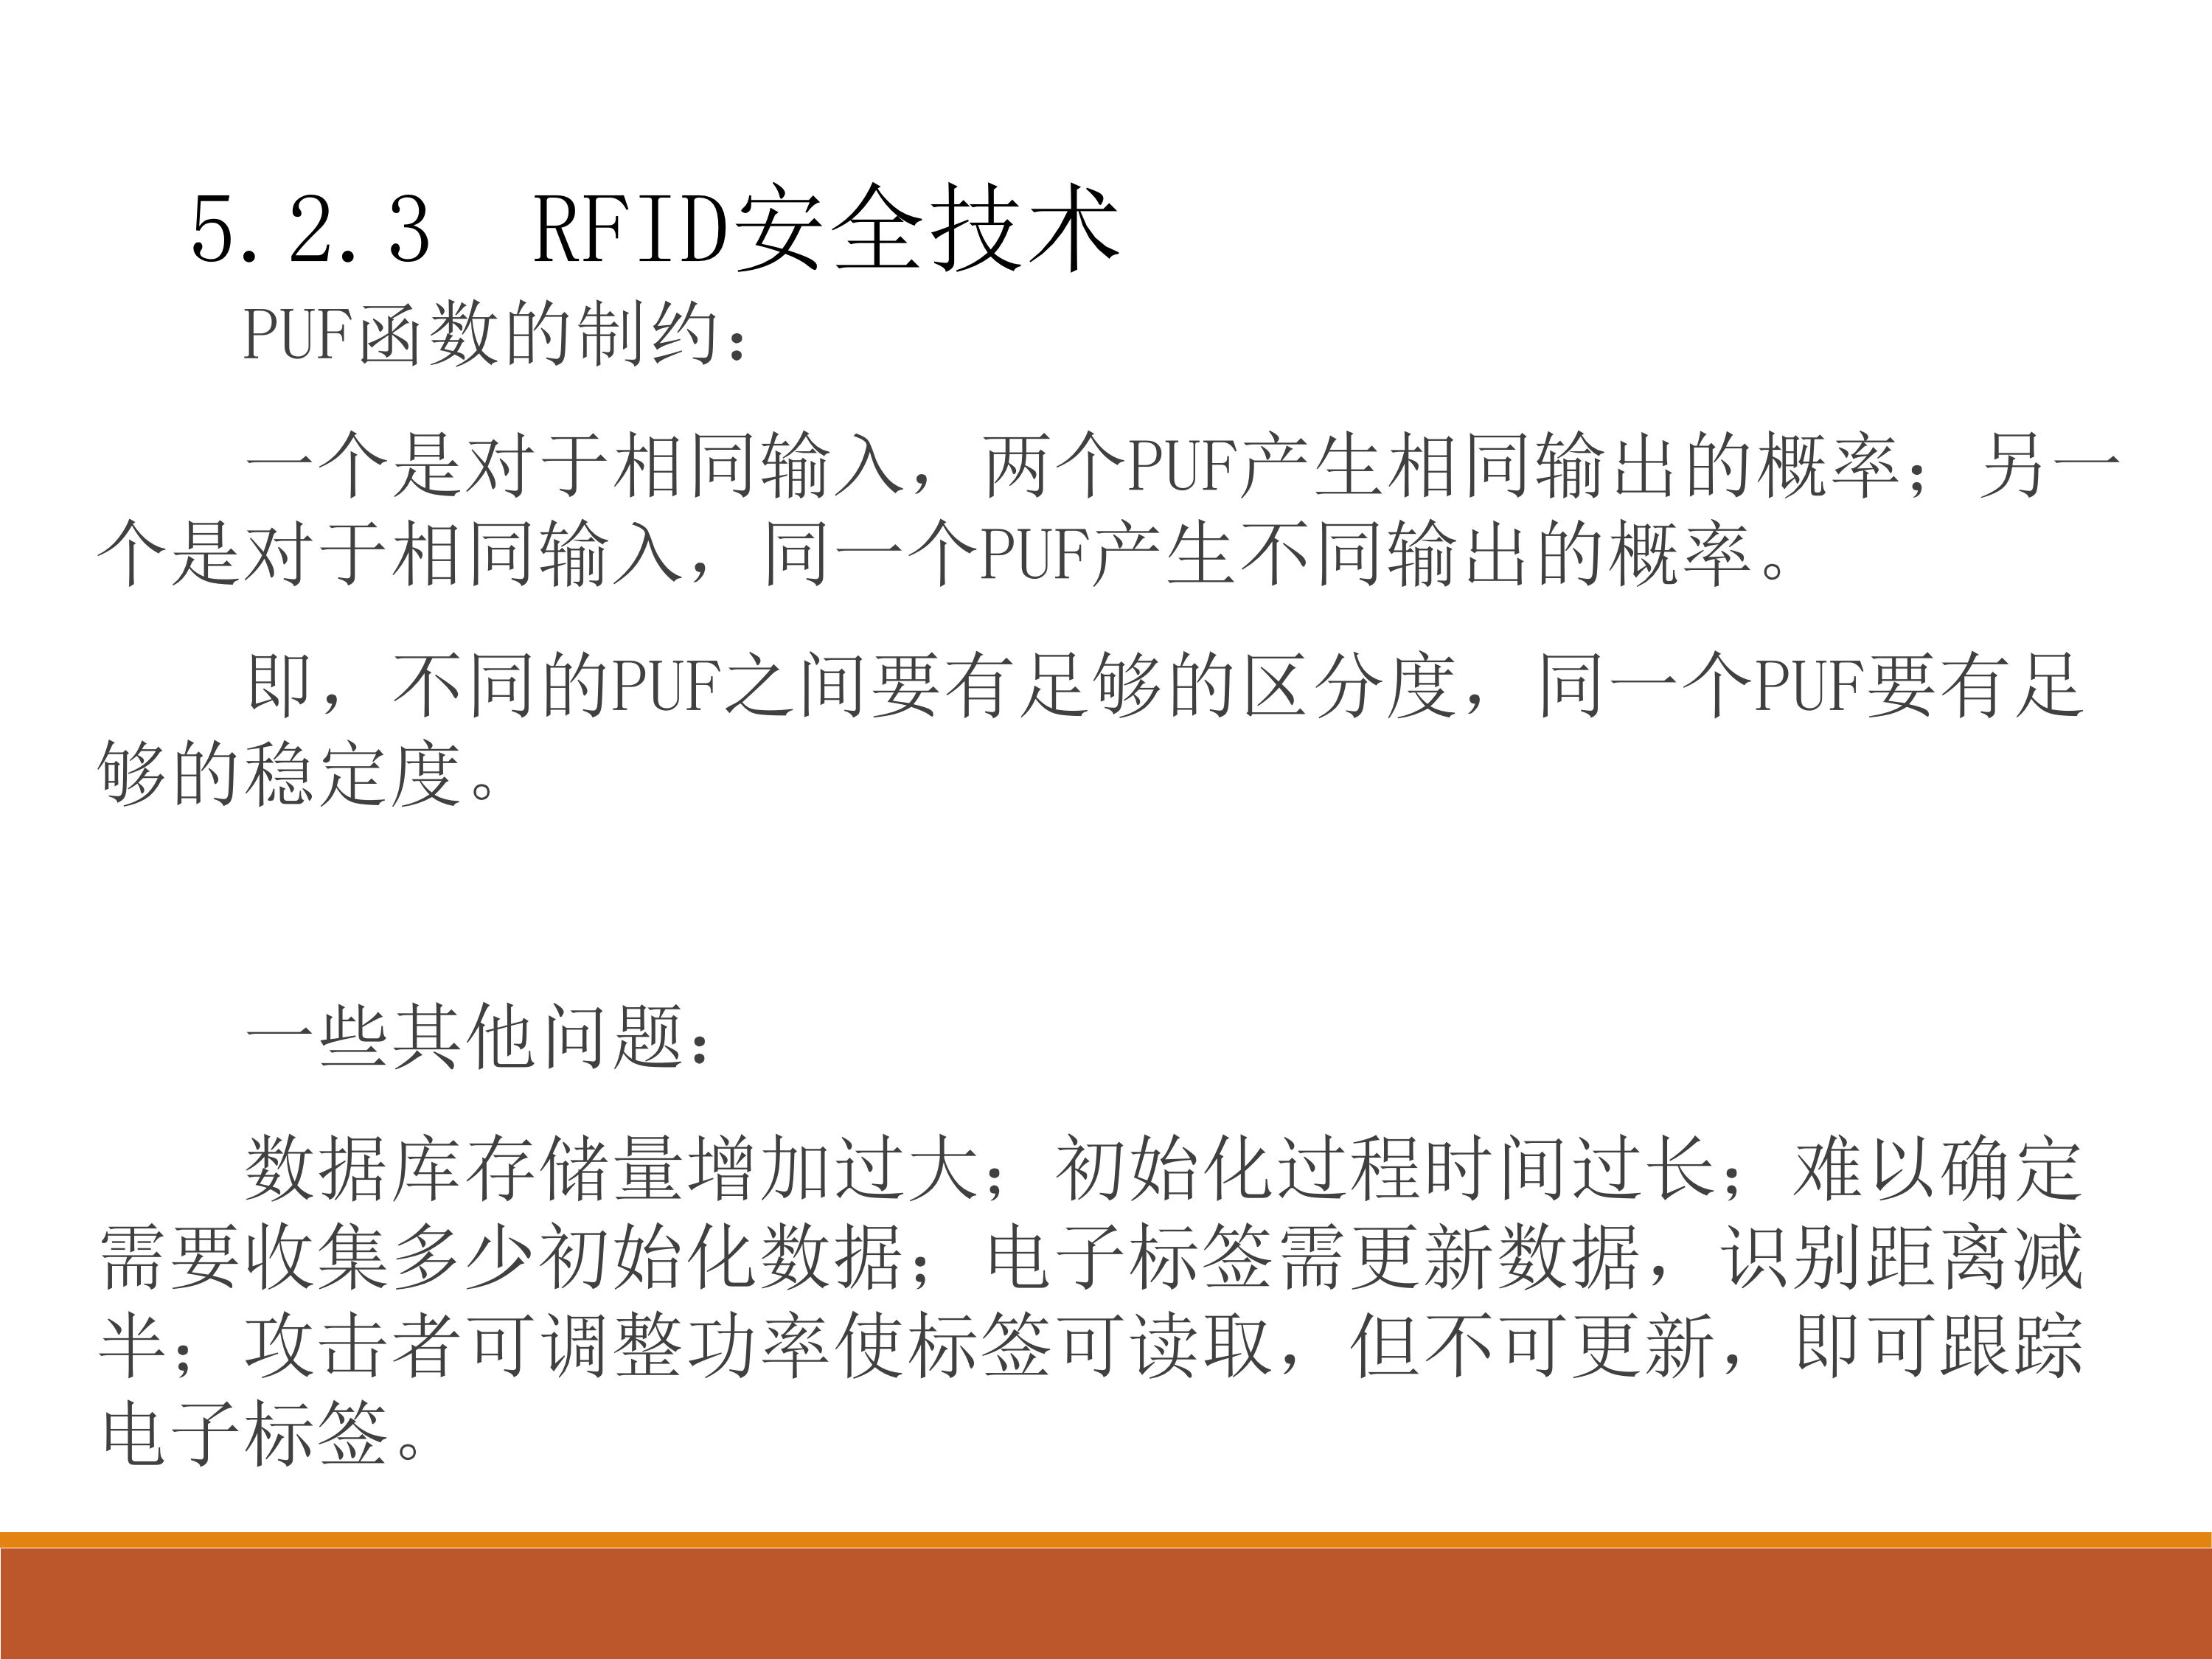 5.2.3 RFID安全技术
PUF函数的制约：
一个是对于相同输入，两个PUF产生相同输出的概率；另一
个是对于相同输入，同一个PUF产生不同输出的概率。
即，不同的PUF之间要有足够的区分度，同一个PUF要有足
够的稳定度。
一些其他问题：
数据库存储量增加过大；初始化过程时间过长；难以确定
需要收集多少初始化数据；电子标签需更新数据，识别距离减
半；攻击者可调整功率使标签可读取，但不可更新，即可跟踪
电子标签。